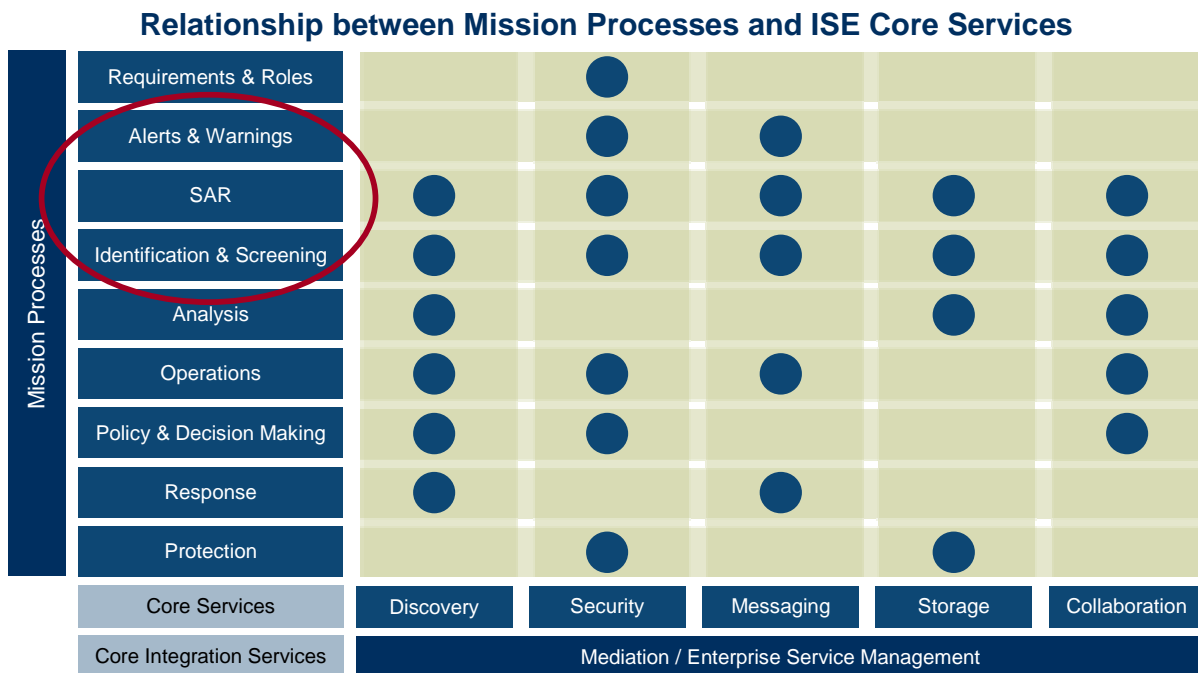 Relationship between Mission Processes and ISE Core Services
Mission Processes
Requirements & Roles
Alerts & Warnings
SAR
Identification & Screening
Analysis
Operations
Policy & Decision Making
Response
Protection
Core Services
Discovery
Security
Messaging
Storage
Collaboration
Core Integration Services
Mediation / Enterprise Service Management